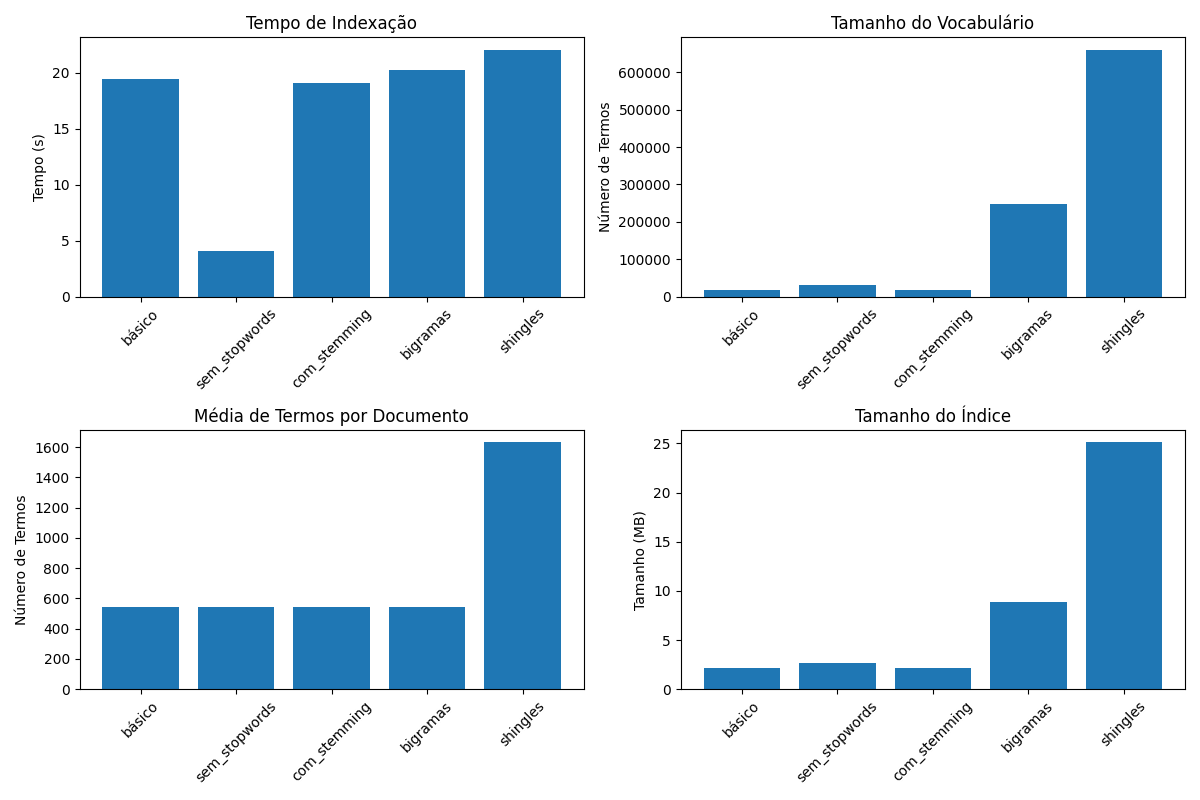 Tempo de Indexação
Tempo (s)
20
15
10
5
0
básico
sem_stopwords
com_stemming
bigramas
shingles
Tamanho do Vocabulário
Número de Termos
600000
500000
400000
300000
200000
100000
0
básico
sem_stopwords
com_stemming
bigramas
shingles
Média de Termos por Documento
Número de Termos
1600
1400
1200
1000
800
600
400
200
0
básico
sem_stopwords
com_stemming
bigramas
shingles
Tamanho do Índice
Tamanho (MB)
25
20
15
10
5
0
básico
sem_stopwords
com_stemming
bigramas
shingles